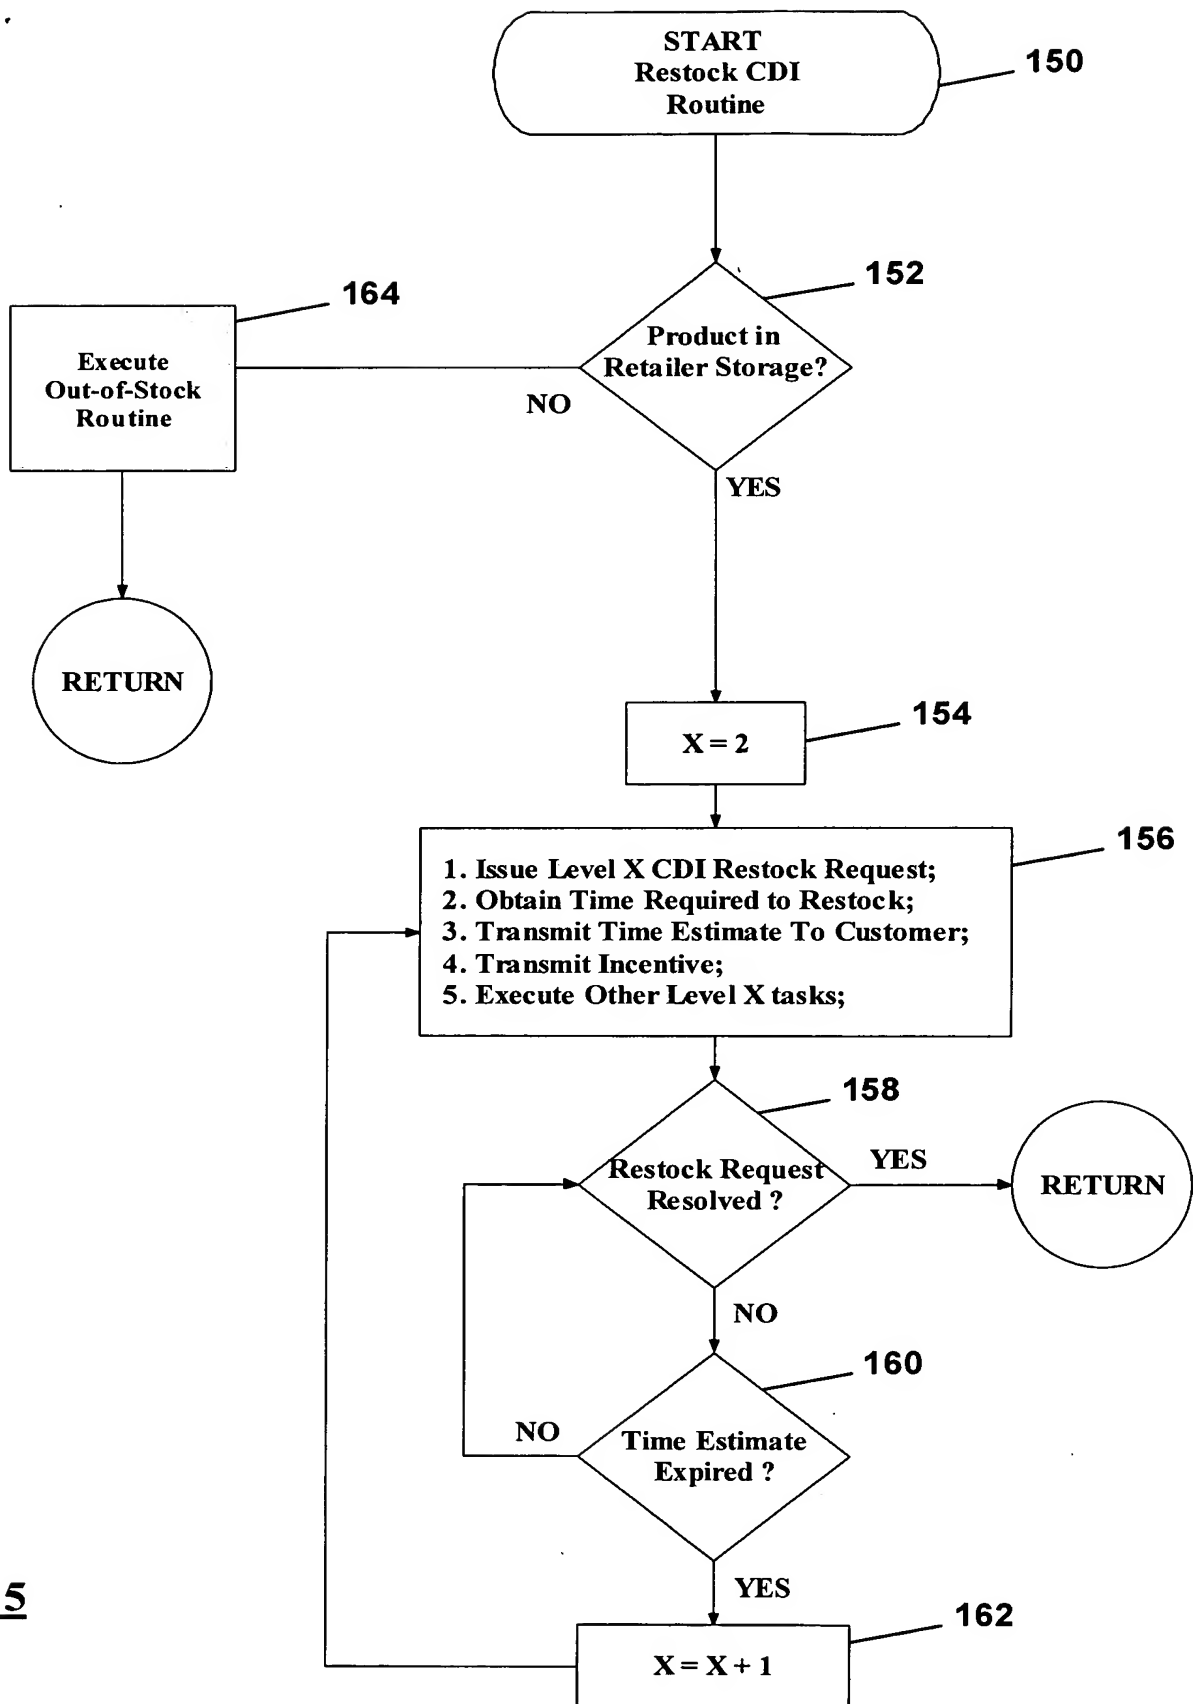 START
Restock CDI
Routine
150
152
Product in
Retailer Storage?
164
Execute
Out-of-Stock
Routine
NO
YES
RETURN
154
X = 2
156
1. Issue Level X CDI Restock Request;
2. Obtain Time Required to Restock;
3. Transmit Time Estimate To Customer;
4. Transmit Incentive;
5. Execute Other Level X tasks;
158
Restock Request
Resolved ?
YES
RETURN
NO
160
Time Estimate
Expired ?
NO
YES
5
162
X = X + 1